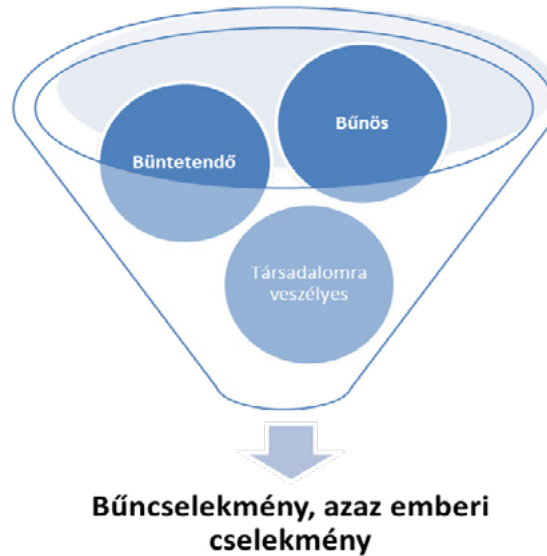 Bűnös
Büntetendő
Társadalomra
veszélyes
Bűncselekmény, azaz emberi
cselekmény